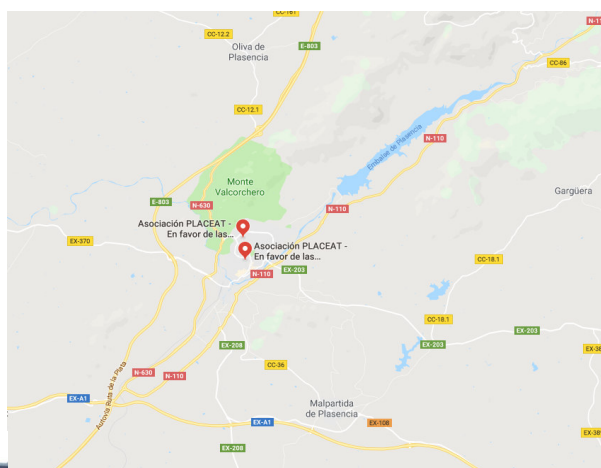 CC-161
N-11
CC-12.2
Oliva de
Plasencia
E-803
CC-86
CC-12.1
N-110
Embalse de Plasencia
Monte
Valcorchero
Gargüera
E-803
N-630
N-110
Asociación PLACEAT -
En favor de las...
EX-370
Asociación PLACEAT -
En favor de las...
N-110
EX-203
CC-18.1
CC-18.1
EX-203
EX-203
EX-208
EX-38
CC-36
Autovía Ruta de la Plata
N-630
N-110
EX-A1
Malpartida
de Plasencia
EX-A1
EX-108
EX-208